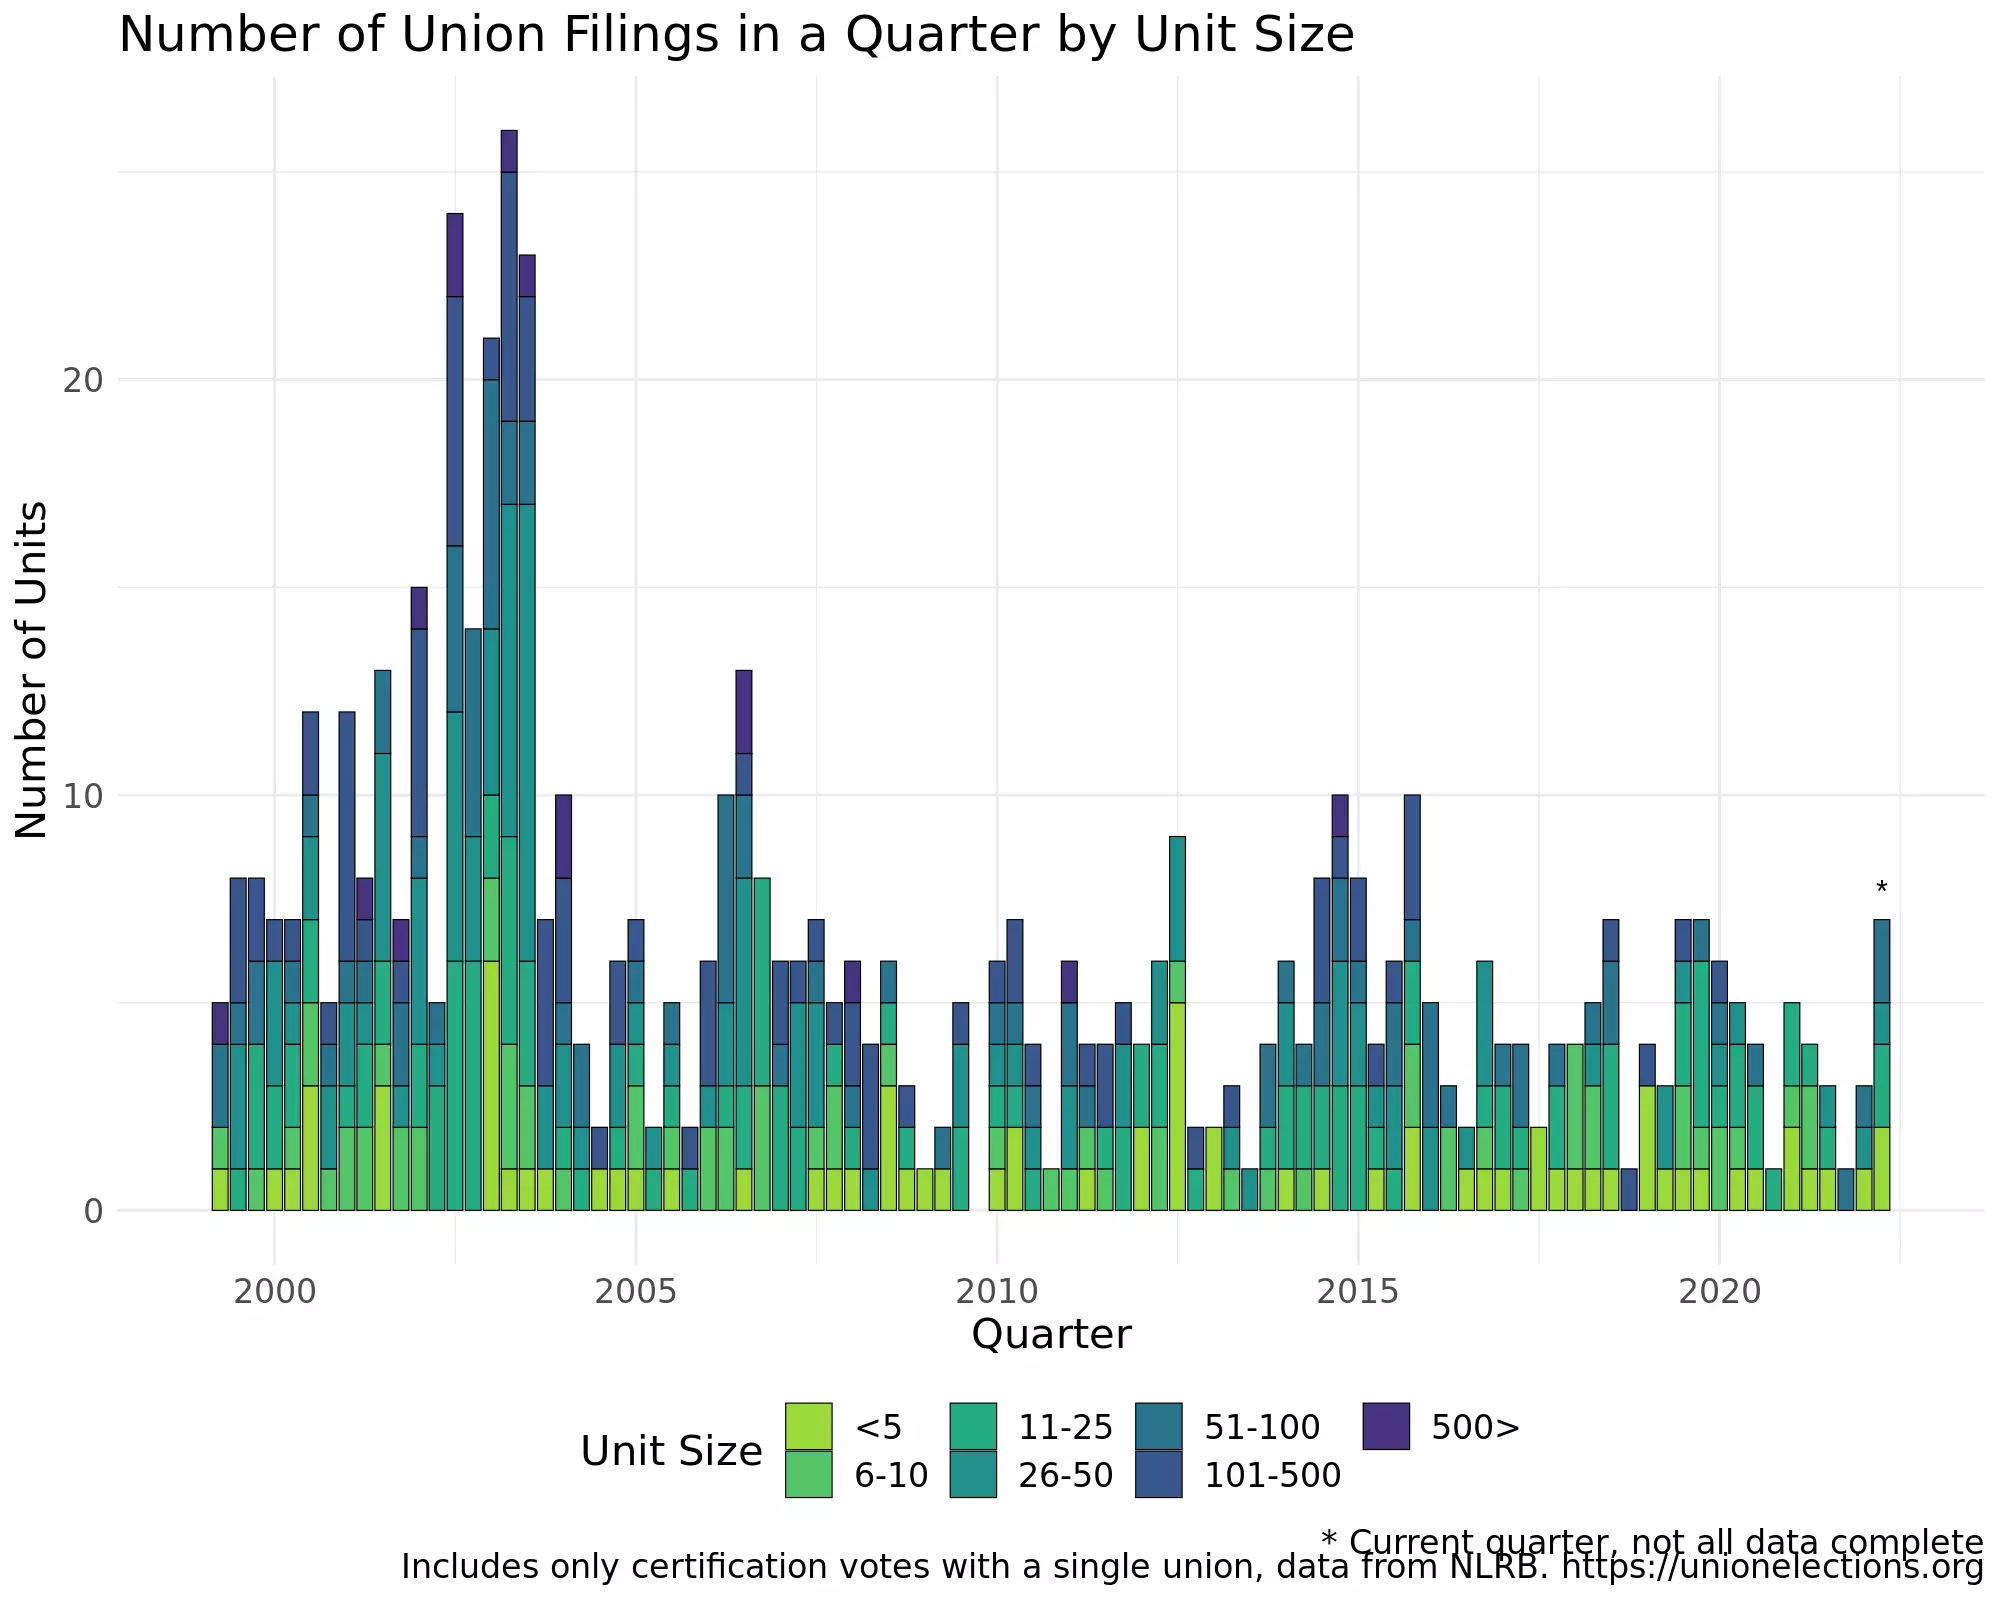 Number of Union Filings in a Quarter by Unit Size
Number of Units
20
10
0
*
2000 2005 2010 2015 2020
Quarter
Unit Size
<5 11-25 51-100 500>
6-10 26-50 101-500
* Current quarter, not all data complete
Includes only certification votes with a single union, data from NLRB. https://unionelections.org